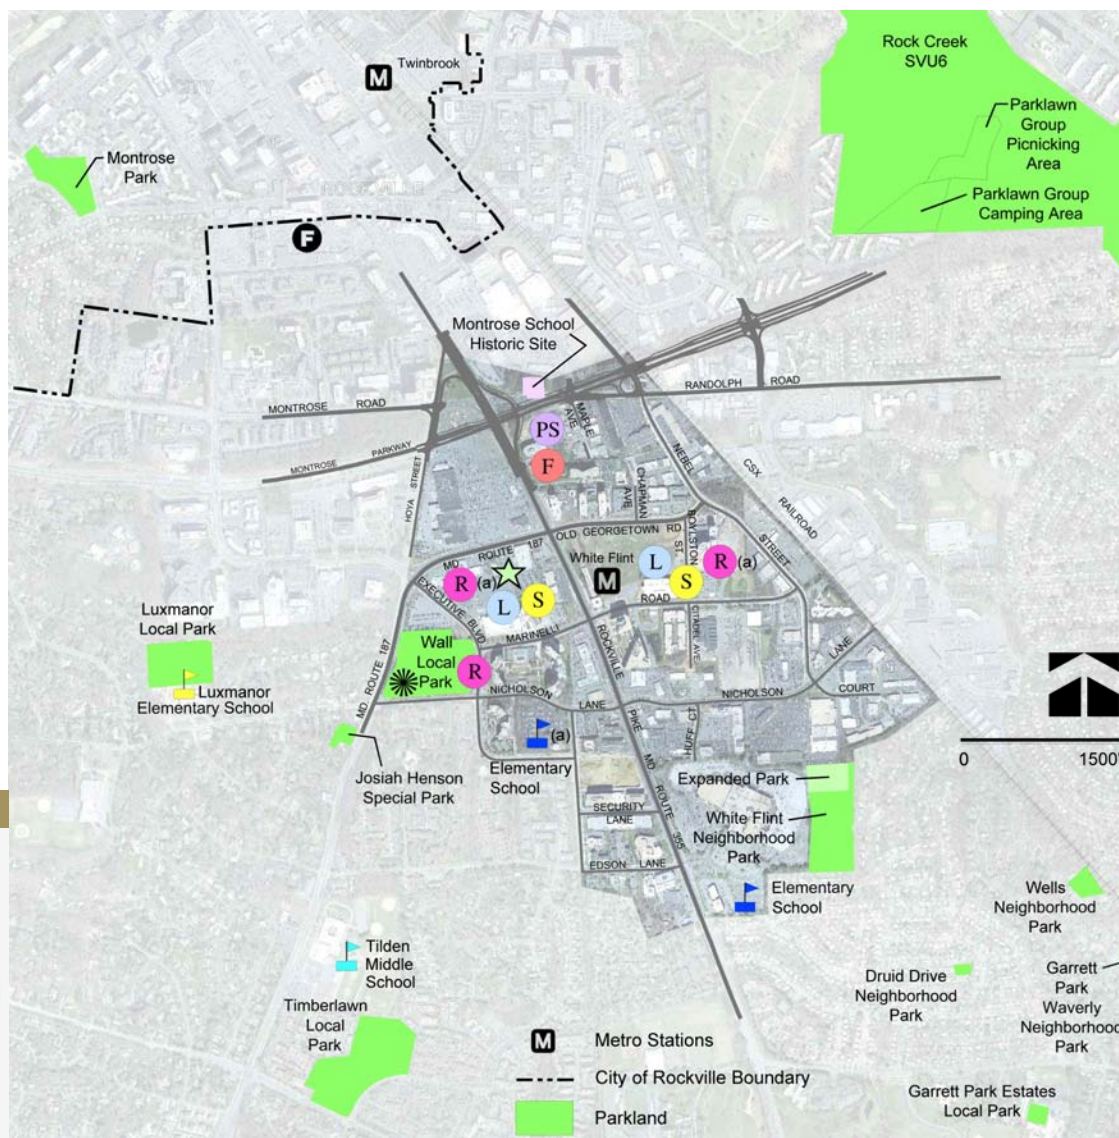 Rock Creek
SVU6
M
Twinbrook
Parklawn
Group
Picnicking
Area
Montrose
Park
Parklawn Group
Camping Area
F
Montrose School
Historic Site
RANDOLPH ROAD
MONTROSE ROAD
MAPLE
AVE
PS
MONTROSE PARKWAY
F
NEBEL
CSX
RAILROAD
CHAPMAN
AVE
HOYA STREET
BOYLSTON
ST.
STREET
OLD GEORGETOWN RD.
MD ROUTE 187
White Flint
L
R
(a)
M
S
R
(a)
L
S
EXECUTIVE BLVD
ROAD
MARINELLI
CITADEL AVE
Luxmanor
Local Park
MD ROUTE 187
Wall
Local
Park
ROCKVILLE
LANE
R
Luxmanor
Elementary School
NICHOLSON
LANE
NICHOLSON
COURT
PIKE
HUFF CT
(a)
0
1500'
Elementary
School
Josiah Henson
Special Park
Expanded Park
MD ROUTE 355
SECURITY
LANE
White Flint
Neighborhood
Park
EDSON LANE
Elementary
School
Wells
Neighborhood
Park
Tilden
Middle
School
Druid Drive
Neighborhood
Park
Garrett
Park
Waverly
Neighborhood
Park
Timberlawn
Local
Park
M
Metro Stations
City of Rockville Boundary
Garrett Park Estates
Local Park
Parkland